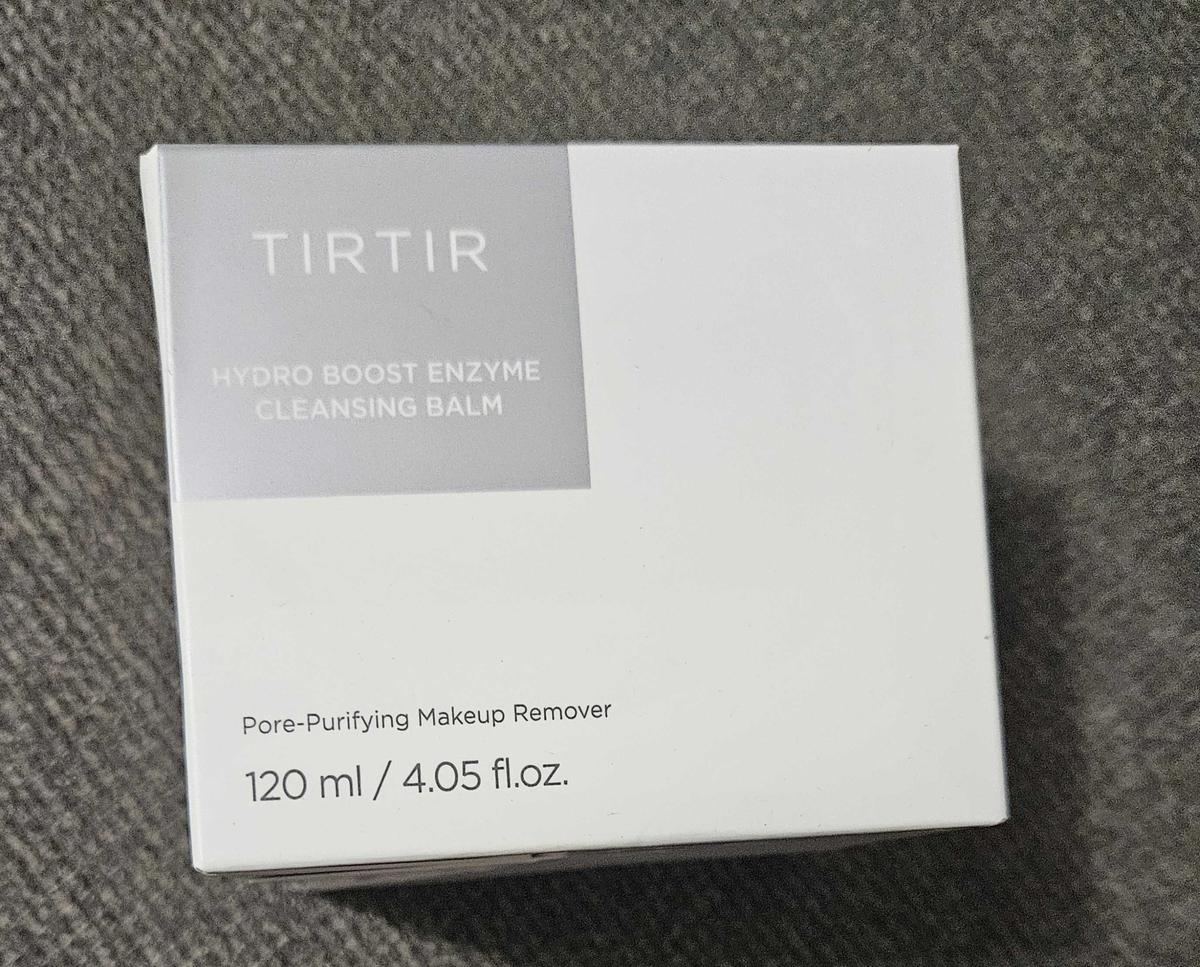 TIRTIR
HYDRO BOOST ENZYME
CLEANSING BALM
Pore-Purifying Makeup Remover
120 ml / 4.05 fl.oz.